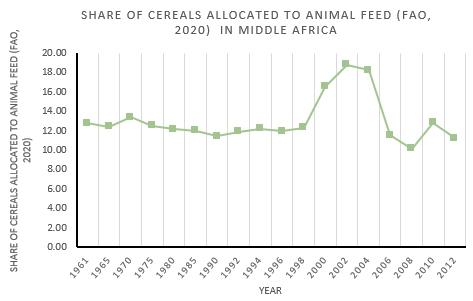 SHARE OF CEREALS ALLOCATED TO ANIMAL FEED (FAO,
2020) IN MIDDLE AFRICA
SHARE OF CEREALS ALLOCATED TO ANIMAL FEED (FAO,
2020)
20.00
18.00
16.00
14.00
12.00
10.00
8.00
6.00
4.00
2.00
0.00
1961 1965 1970 1975 1980 1985 1990 1992 1994 1996 1998 2000 2002 2004 2006 2008 2010 2012
YEAR